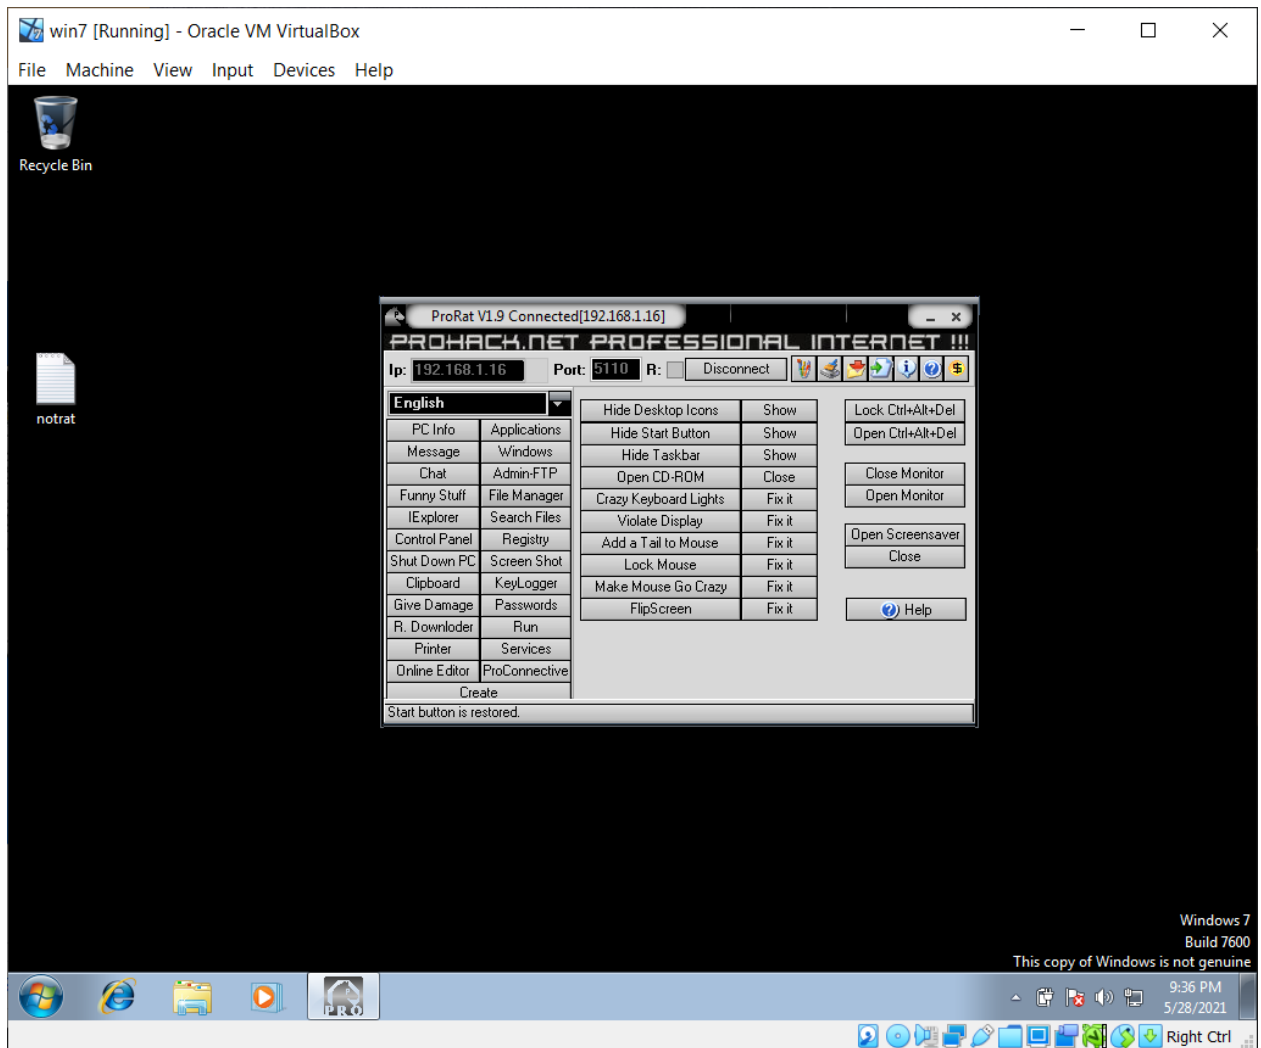 win7 [Running] - Oracle VM VirtualBox
File Machine View Input Devices Help
Recycle Bin
notrat
ProRat V1.9 Connected[192.168.1.16]
PROHACK.NET PROFESSIONAL INTERNET !!!
Ip: 192.168.1.16 Port: 5110 R: Disconnect
English
PC Info Applications
Message Windows
Chat Admin-FTP
Funny Stuff File Manager
IExplorer Search Files
Control Panel Registry
Shut Down PC Screen Shot
Clipboard KeyLogger
Give Damage Passwords
R. Downloder Run
Printer Services
Online Editor ProConnective
Create
Hide Desktop Icons Show
Hide Start Button Show
Hide Taskbar Show
Open CD-ROM Close
Crazy Keyboard Lights Fix it
Violate Display Fix it
Add a Tail to Mouse Fix it
Lock Mouse Fix it
Make Mouse Go Crazy Fix it
FlipScreen Fix it
Lock Ctrl+Alt+Del
Open Ctrl+Alt+Del
Close Monitor
Open Monitor
Open Screensaver
Close
Help
Start button is restored.
Windows 7
Build 7600
This copy of Windows is not genuine
PRO
9:36 PM
5/28/2021
Right Ctrl